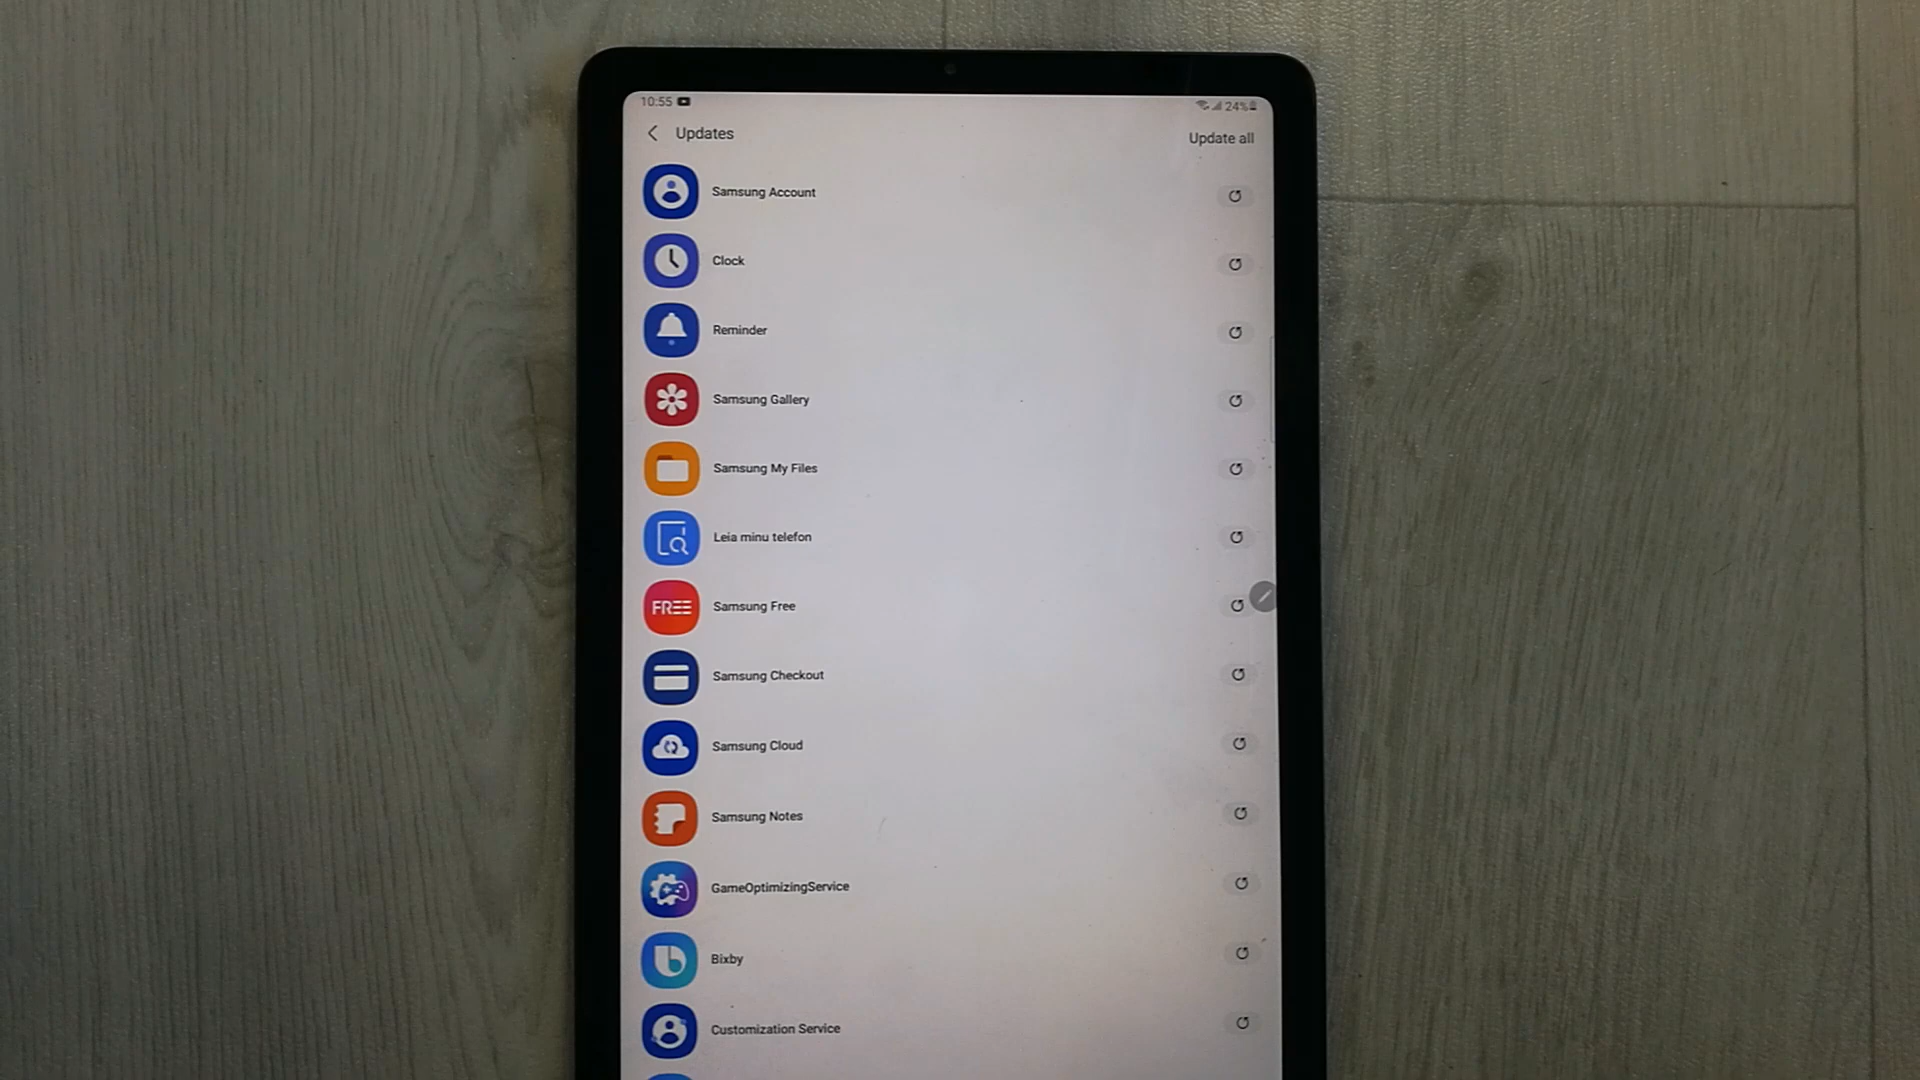 10:55
24%
Updates
Update all
Samsung Account
Clock
Reminder
Samsung Gallery
Samsung My Files
Leia minu telefon
FREE
Samsung Free
Samsung Checkout
Samsung Cloud
Samsung Notes
GameOptimizingService
Bixby
Customization Service